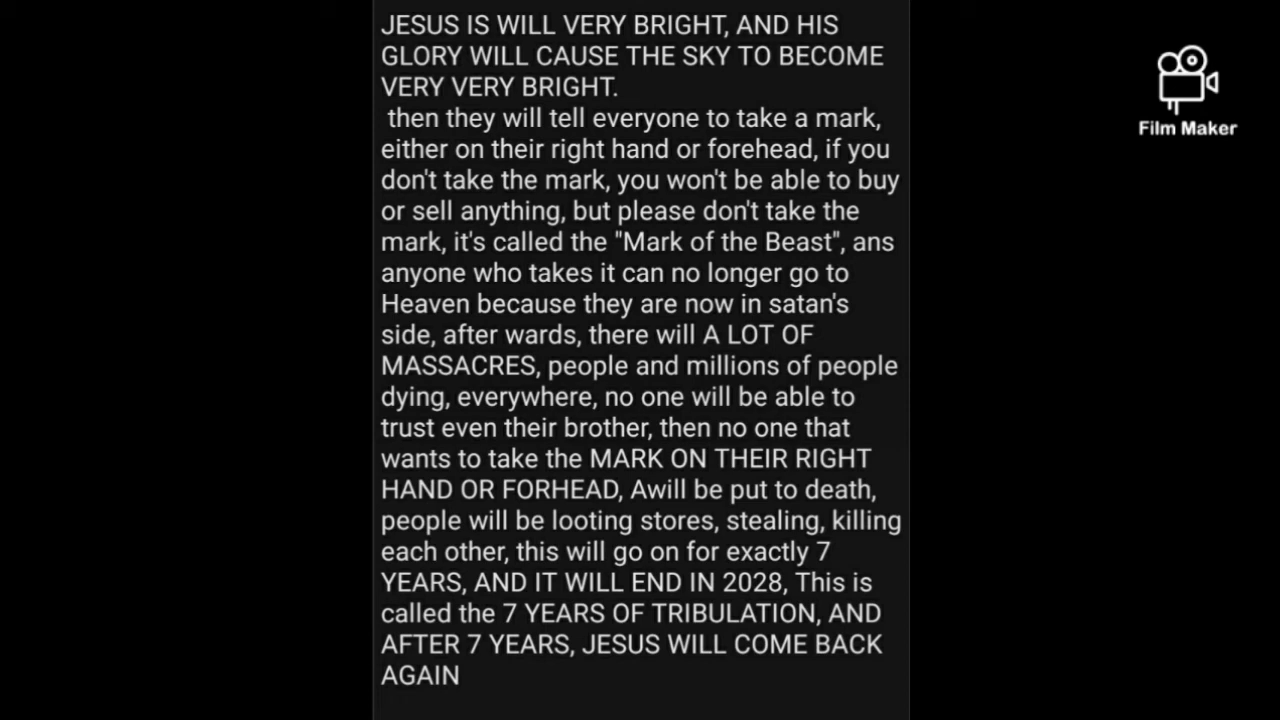 JESUS IS WILL VERY BRIGHT, AND HIS
GLORY WILL CAUSE THE SKY TO BECOME
VERY VERY BRIGHT.
then they will tell everyone to take a mark,
either on their right hand or forehead, if you
don't take the mark, you won't be able to buy
or sell anything, but please don't take the
mark, it's called the "Mark of the Beast", ans
anyone who takes it can no longer go to
Heaven because they are now in satan's
side, after wards, there will A LOT OF
MASSACRES, people and millions of people
dying, everywhere, no one will be able to
trust even their brother, then no one that
wants to take the MARK ON THEIR RIGHT
HAND OR FORHEAD, Awill be put to death,
people will be looting stores, stealing, killing
each other, this will go on for exactly 7
YEARS, AND IT WILL END IN 2028, This is
called the 7 YEARS OF TRIBULATION, AND
AFTER 7 YEARS, JESUS WILL COME BACK
AGAIN
Film Maker